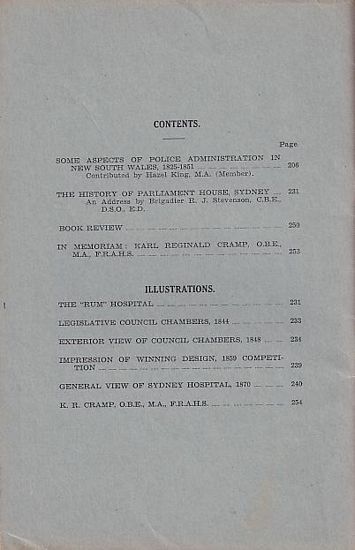 CONTENTS.
Page
SOME ASPECTS OF POLICE ADMINISTRATION IN
NEW SOUTH WALES, 1825-1851 ... ... ... ... ... 206
Contributed by Hazel King, M.A. (Member).
THE HISTORY OF PARLIAMENT HOUSE, SYDNEY ... 231
An Address by Brigadier R. J. Stevenson, C.B.E.,
D.S.O., E.D.
BOOK REVIEW ... ... ... ... ... ... ... ... 250
IN MEMORIAM: KARL REGINALD CRAMP, O.B.E.,
M.A., F.R.A.H.S. ... ... ... ... ... ... ... 253
ILLUSTRATIONS.
THE "RUM" HOSPITAL ... ... ... ... ... ... 231
LEGISLATIVE COUNCIL CHAMBERS, 1844 ... ... ... 233
EXTERIOR VIEW OF COUNCIL CHAMBERS, 1848 ... ... 234
IMPRESSION OF WINNING DESIGN, 1859 COMPETI-
TION ... ... ... ... ... ... ... ... ... 239
GENERAL VIEW OF SYDNEY HOSPITAL, 1870 ... ... 240
K. R. CRAMP, O.B.E., M.A., F.R.A.H.S. ... ... ... ... 254